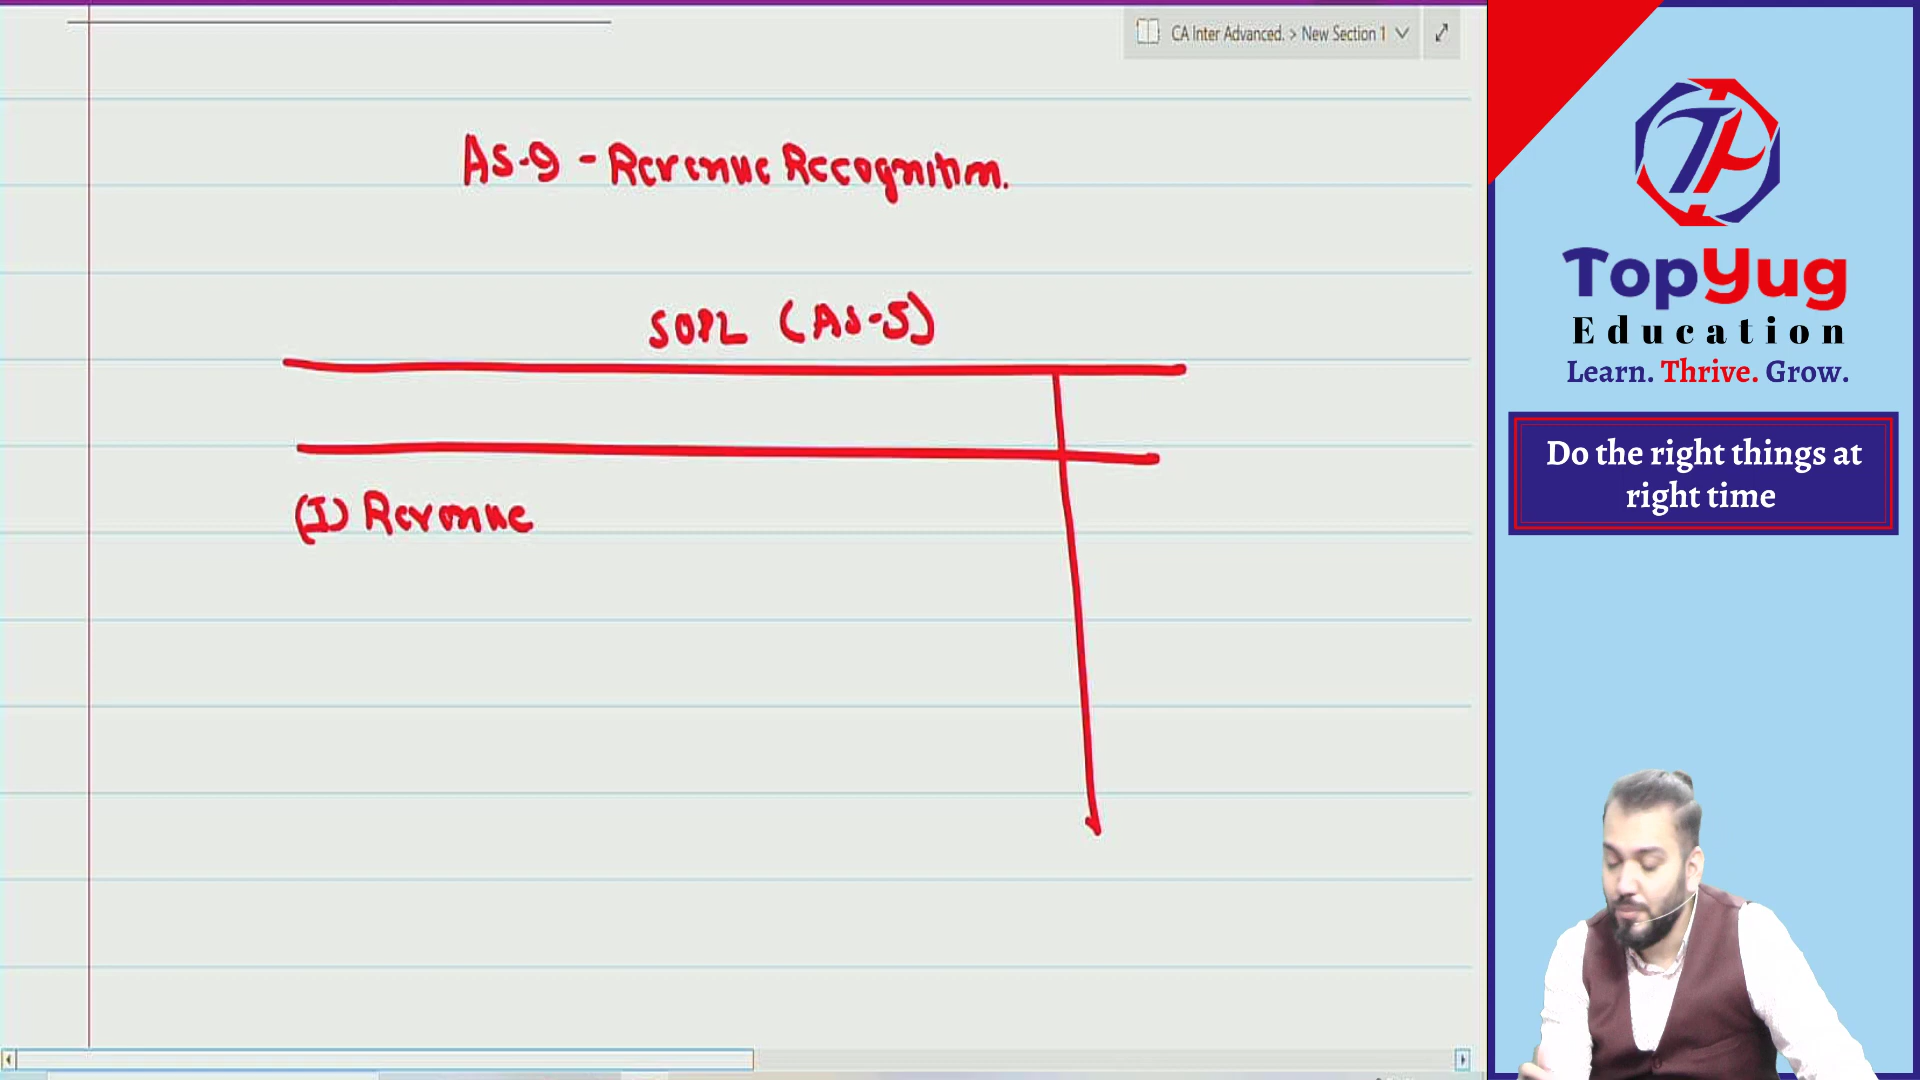 CA Inter Advanced. > New Section 1
AS-9 - Revenue Recognition.
SOPL (AS-5)
(I) Revenue
TopYug
Education
Learn. Thrive. Grow.
Do the right things at
right time